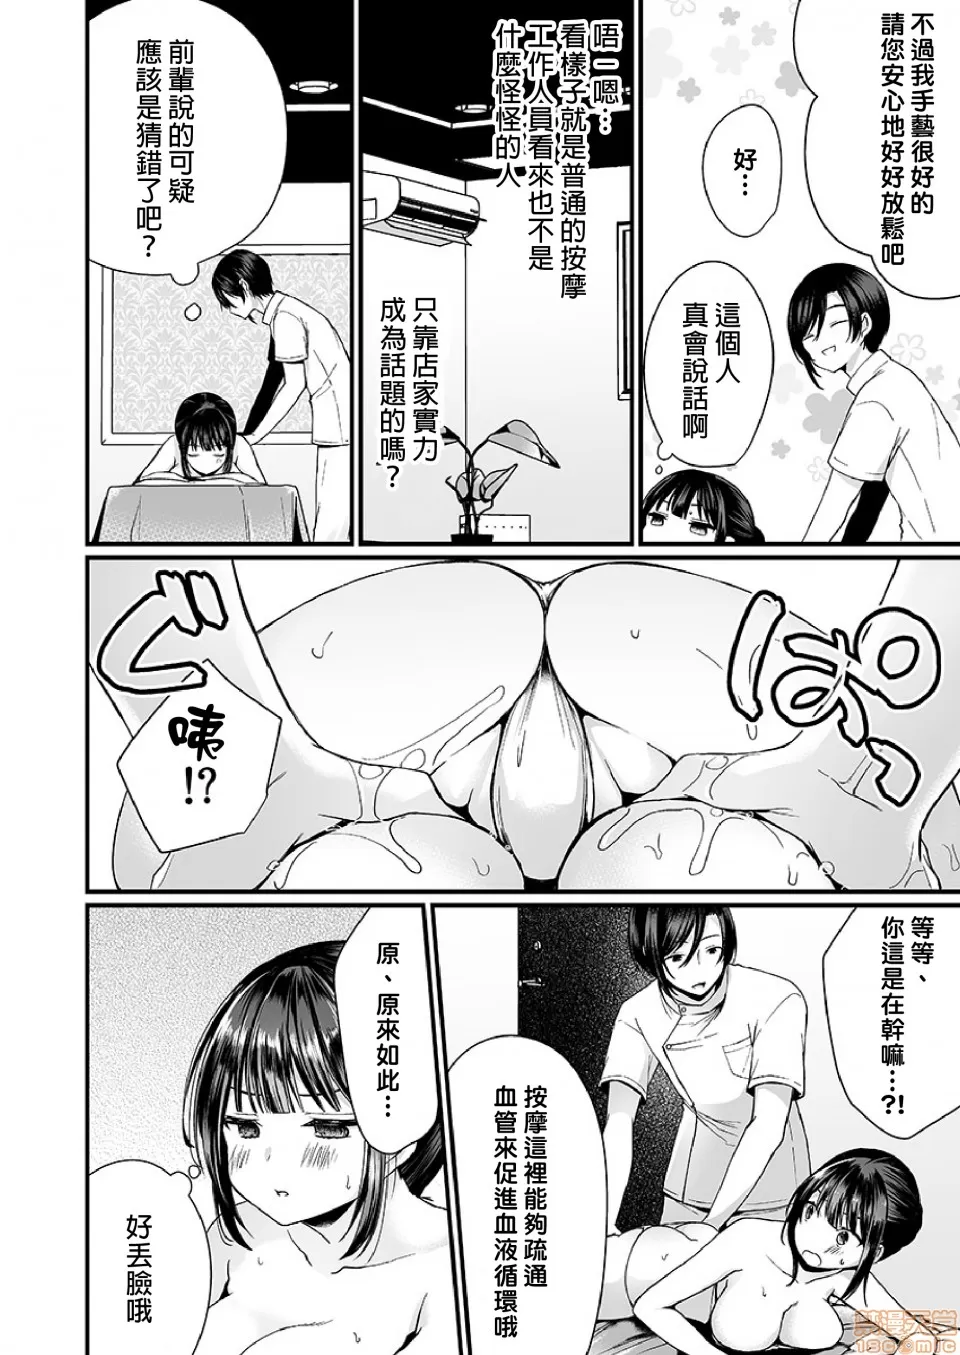 不過我手藝很好的
請您安心地好好放鬆吧
好…
這個人
真會說話啊
唔－嗯…
看樣子就是普通的按摩
工作人員看來也不是
什麼怪怪的人
只靠店家實力
成為話題的嗎？
前輩說的可疑
應該是猜錯了吧？
ぱ
ど
咦
!?
等等、
你這是在幹嘛…?!
按摩這裡能夠疏通
血管來促進血液循環哦
原、原來如此…
好丟臉哦
漫天堂
18COMIC